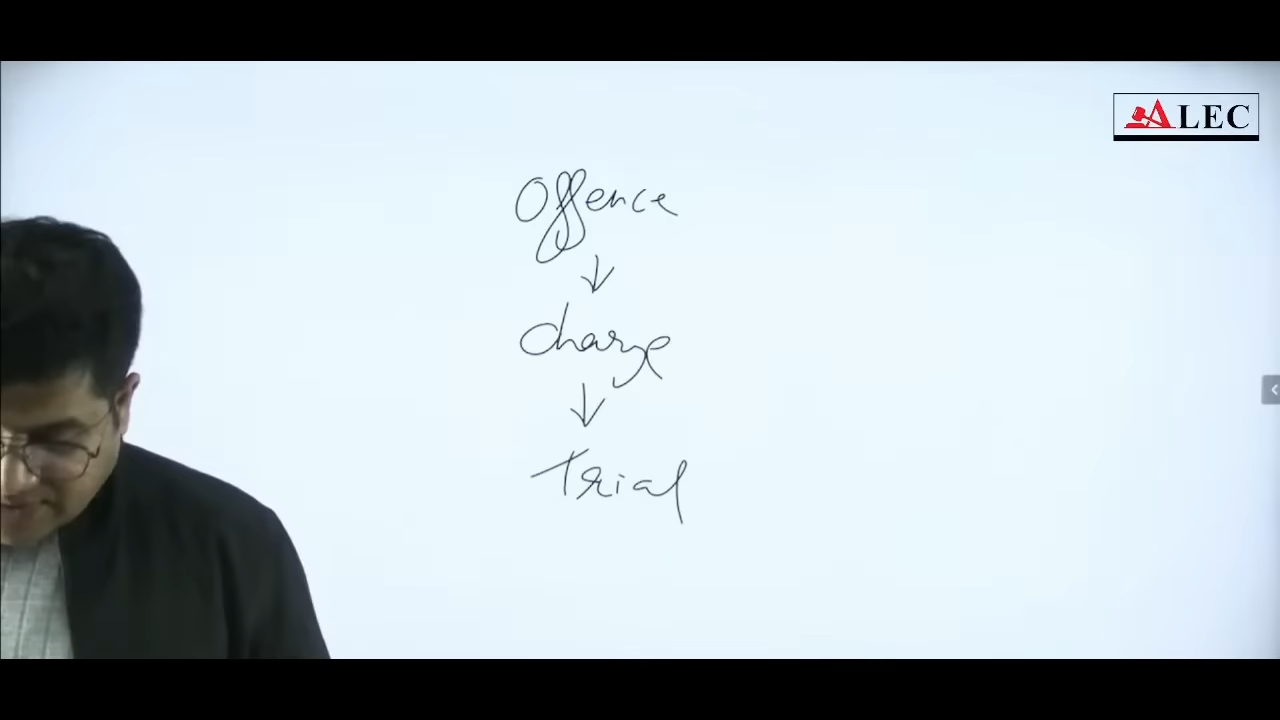 ALEC
Offence
↓
charge
↓
Trial